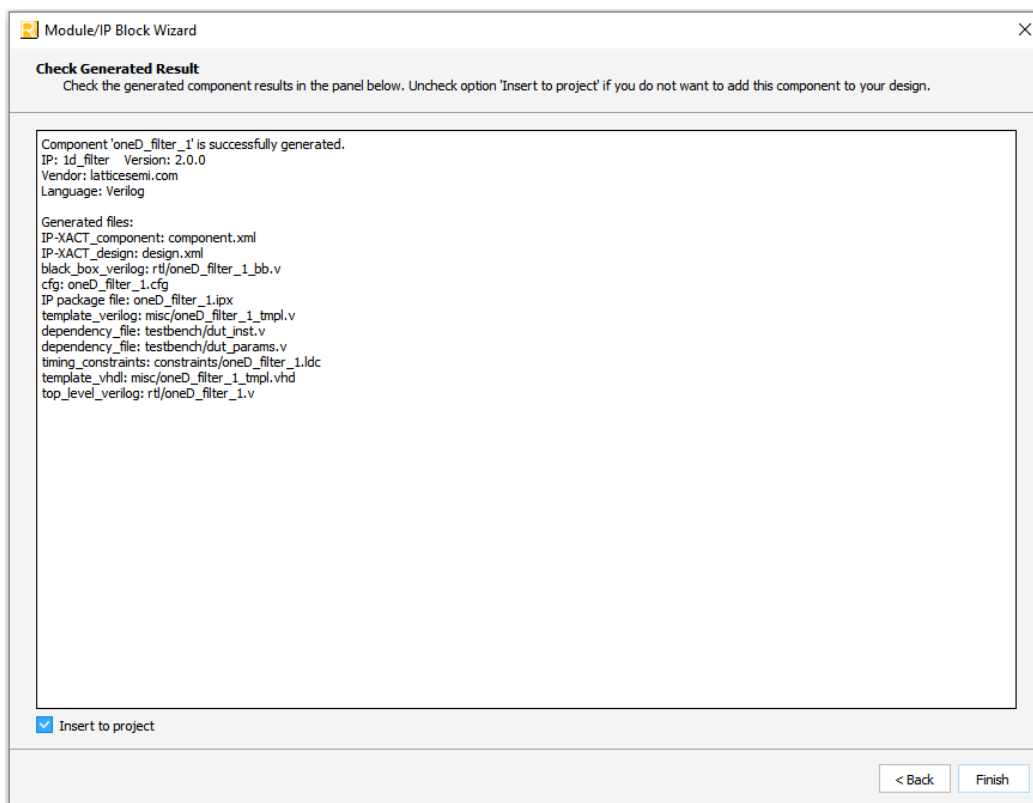 Module/IP Block Wizard
Check Generated Result
Check the generated component results in the panel below. Uncheck option 'Insert to project' if you do not want to add this component to your design.
Component 'oneD_filter_1' is successfully generated.
IP: 1d_filter Version: 2.0.0
Vendor: latticesemi.com
Language: Verilog
Generated files:
IP-XACT_component: component.xml
IP-XACT_design: design.xml
black_box_verilog: rtl/oneD_filter_1_bb.v
cfg: oneD_filter_1.cfg
IP package file: oneD_filter_1.ipx
template_verilog: misc/oneD_filter_1_tmpl.v
dependency_file: testbench/dut_inst.v
dependency_file: testbench/dut_params.v
timing_constraints: constraints/oneD_filter_1.ldc
template_vhdl: misc/oneD_filter_1_tmpl.vhd
top_level_verilog: rtl/oneD_filter_1.v
Insert to project
< Back Finish